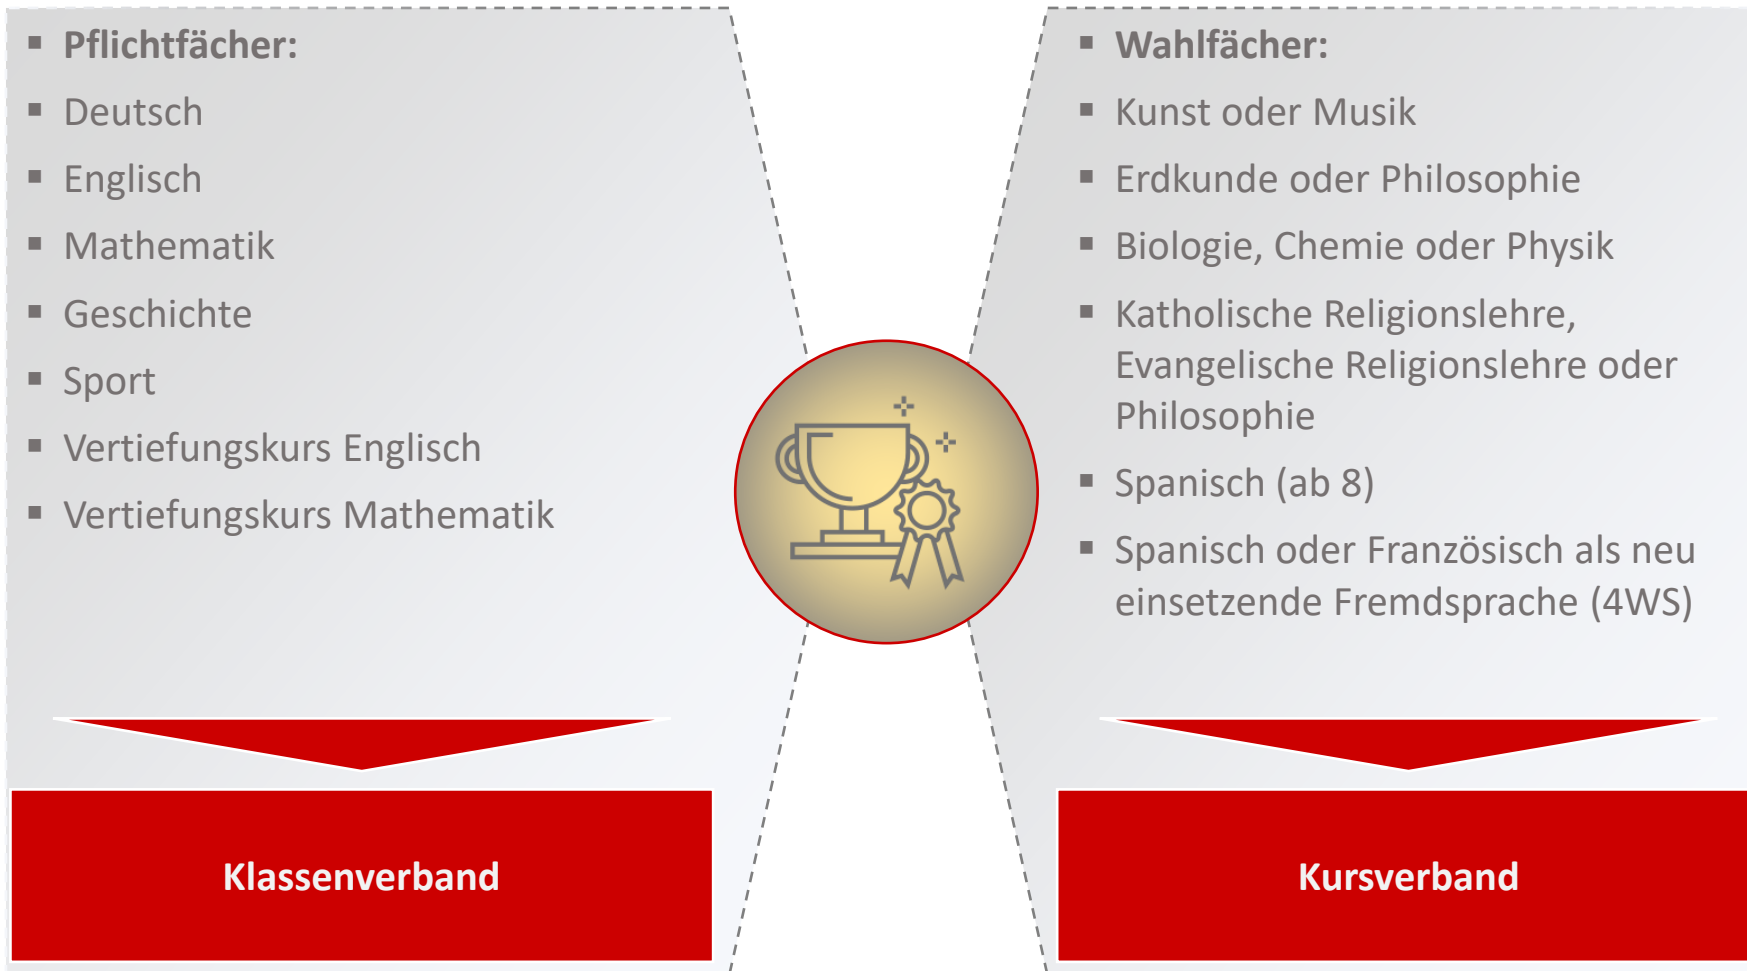 ▪ Pflichtfächer:
▪ Deutsch
▪ Englisch
▪ Mathematik
▪ Geschichte
▪ Sport
▪ Vertiefungskurs Englisch
▪ Vertiefungskurs Mathematik
Klassenverband
▪ Wahlfächer:
▪ Kunst oder Musik
▪ Erdkunde oder Philosophie
▪ Biologie, Chemie oder Physik
▪ Katholische Religionslehre,
Evangelische Religionslehre oder
Philosophie
▪ Spanisch (ab 8)
▪ Spanisch oder Französisch als neu
einsetzende Fremdsprache (4WS)
Kursverband